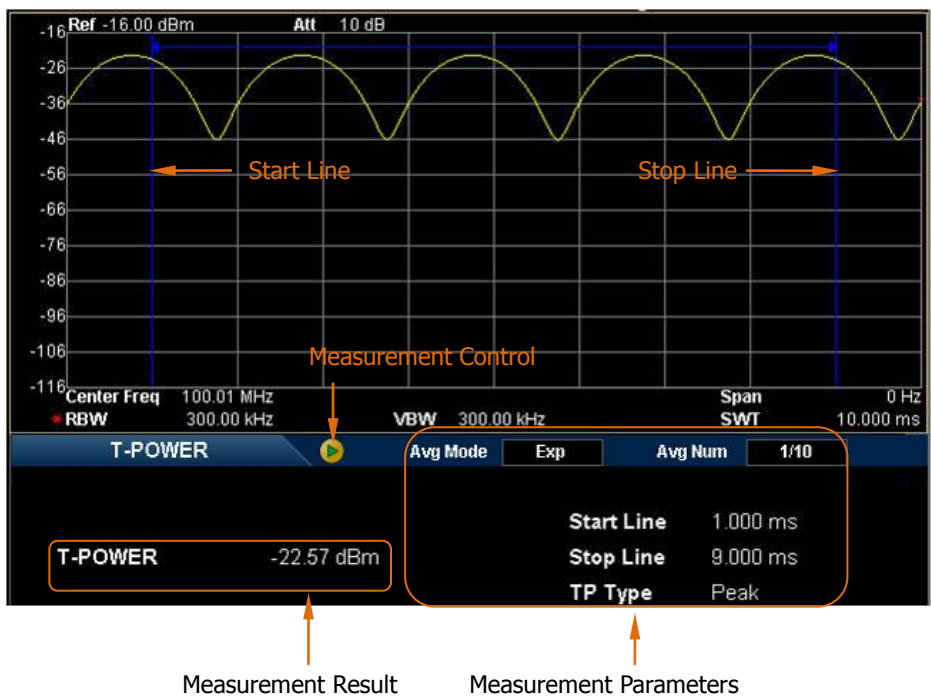 Ref -16.00 dBm Att 10 dB
-16
-26
-36
-46
-56
-66
-76
-86
-96
-106
-116
Start Line
Stop Line
Measurement Control
Center Freq 100.01 MHz Span 0 Hz
* RBW 300.00 kHz VBW 300.00 kHz SWT 10.000 ms
T-POWER Avg Mode Exp Avg Num 1/10
Start Line 1.000 ms
T-POWER -22.57 dBm Stop Line 9.000 ms
TP Type Peak
Measurement Result Measurement Parameters